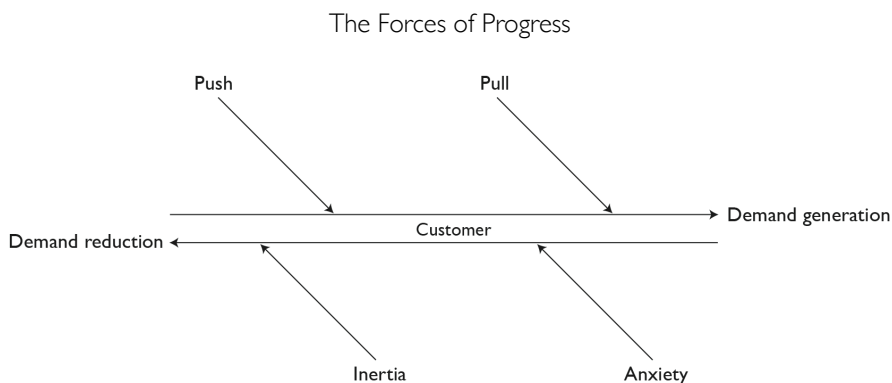 The Forces of Progress
Push
Pull
Demand generation
Customer
Demand reduction
Inertia
Anxiety